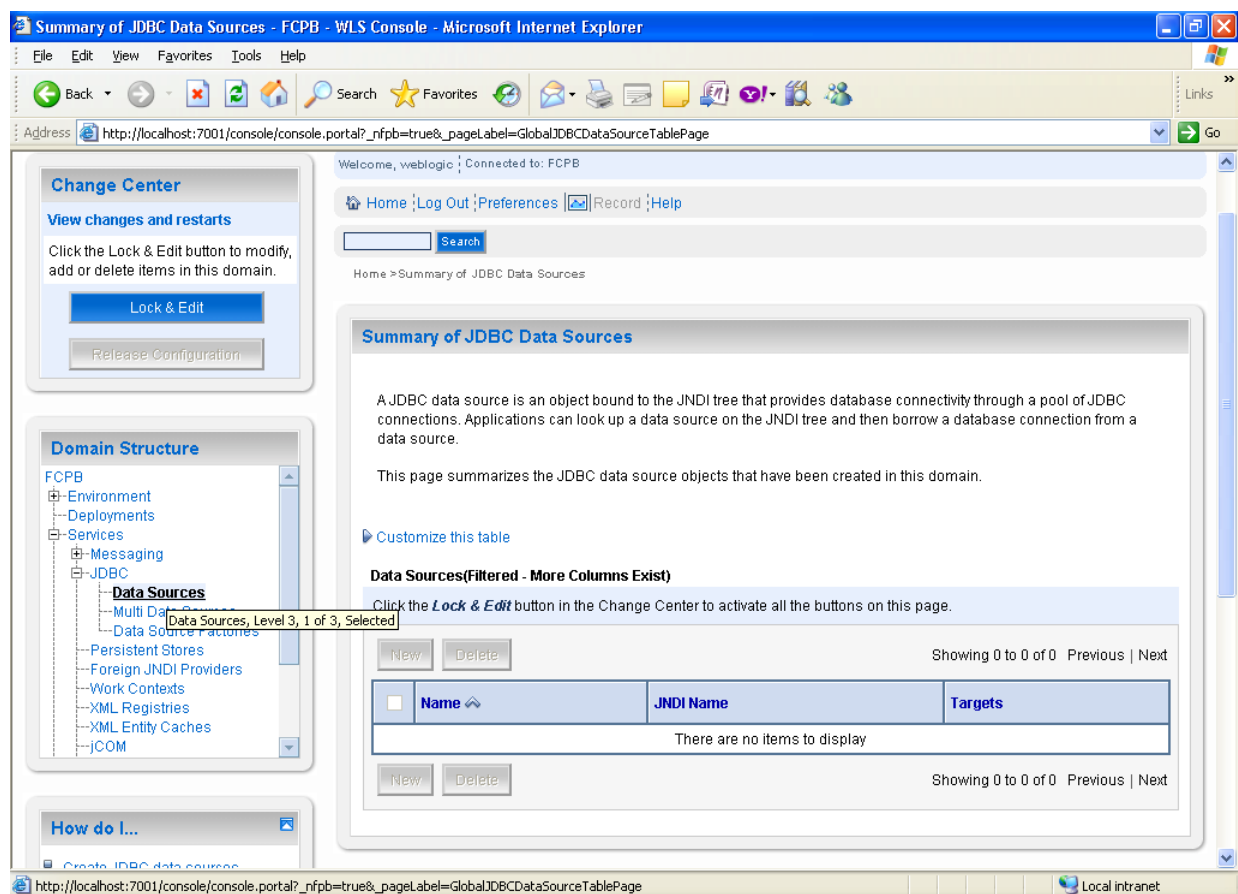 Summary of JDBC Data Sources - FCPB - WLS Console - Microsoft Internet Explorer
File Edit View Favorites Tools Help
Back Search Favorites Links
Address http://localhost:7001/console/console.portal?_nfpb=true&_pageLabel=GlobalJDBCDataSourceTablePage Go
Change Center
View changes and restarts
Click the Lock & Edit button to modify,
add or delete items in this domain.
Lock & Edit
Release Configuration
Domain Structure
FCPB
Environment
Deployments
Services
Messaging
JDBC
Data Sources
Multi Data Sources
Data Sources, Level 3, 1 of 3, Selected
Data Source Factories
Persistent Stores
Foreign JNDI Providers
Work Contexts
XML Registries
XML Entity Caches
jCOM
How do I...
Create JDBC data sources
Welcome, weblogic Connected to: FCPB
Home Log Out Preferences Record Help
Search
Home >Summary of JDBC Data Sources
Summary of JDBC Data Sources
A JDBC data source is an object bound to the JNDI tree that provides database connectivity through a pool of JDBC
connections. Applications can look up a data source on the JNDI tree and then borrow a database connection from a
data source.
This page summarizes the JDBC data source objects that have been created in this domain.
Customize this table
Data Sources(Filtered - More Columns Exist)
Click the Lock & Edit button in the Change Center to activate all the buttons on this page.
New Delete Showing 0 to 0 of 0 Previous | Next
Name JNDI Name Targets
There are no items to display
New Delete Showing 0 to 0 of 0 Previous | Next
http://localhost:7001/console/console.portal?_nfpb=true&_pageLabel=GlobalJDBCDataSourceTablePage Local intranet